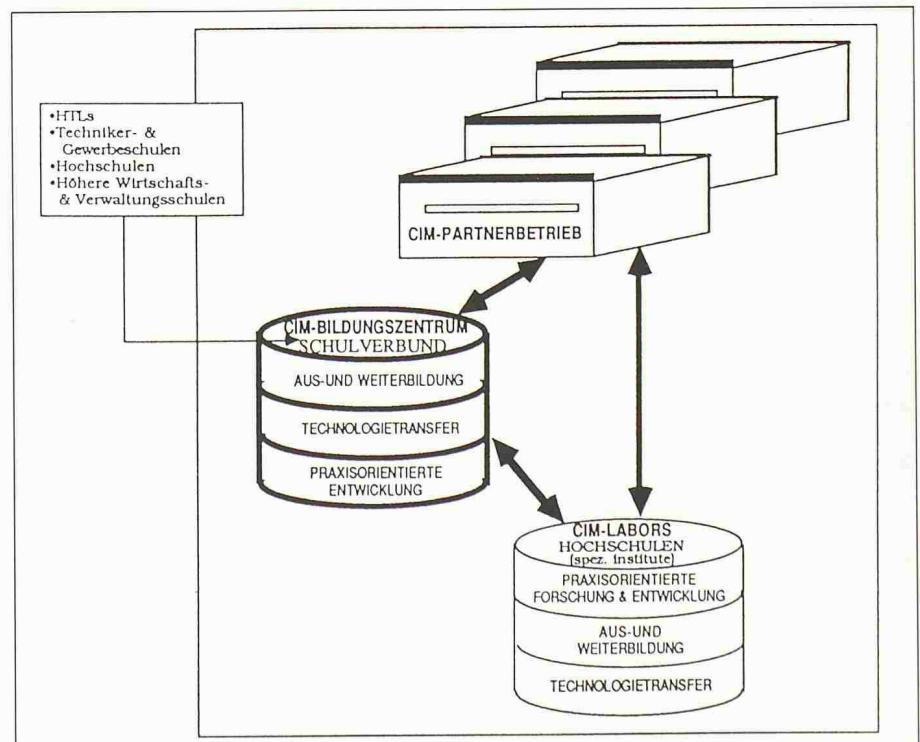 •HTLs
•Techniker- &
Gewerbeschulen
•Hochschulen
•Höhere Wirtschafts-
& Verwaltungsschulen
CIM-PARTNERBETRIEB
CIM-BILDUNGSZENTRUM
SCHULVERBUND
AUS-UND WEITERBILDUNG
TECHNOLOGIETRANSFER
PRAXISORIENTIERTE
ENTWICKLUNG
CIM-LABORS
HOCHSCHULEN
(spez. institute)
PRAXISORIENTIERTE
FORSCHUNG & ENTWICKLUNG
AUS-UND
WEITERBILDUNG
TECHNOLOGIETRANSFER